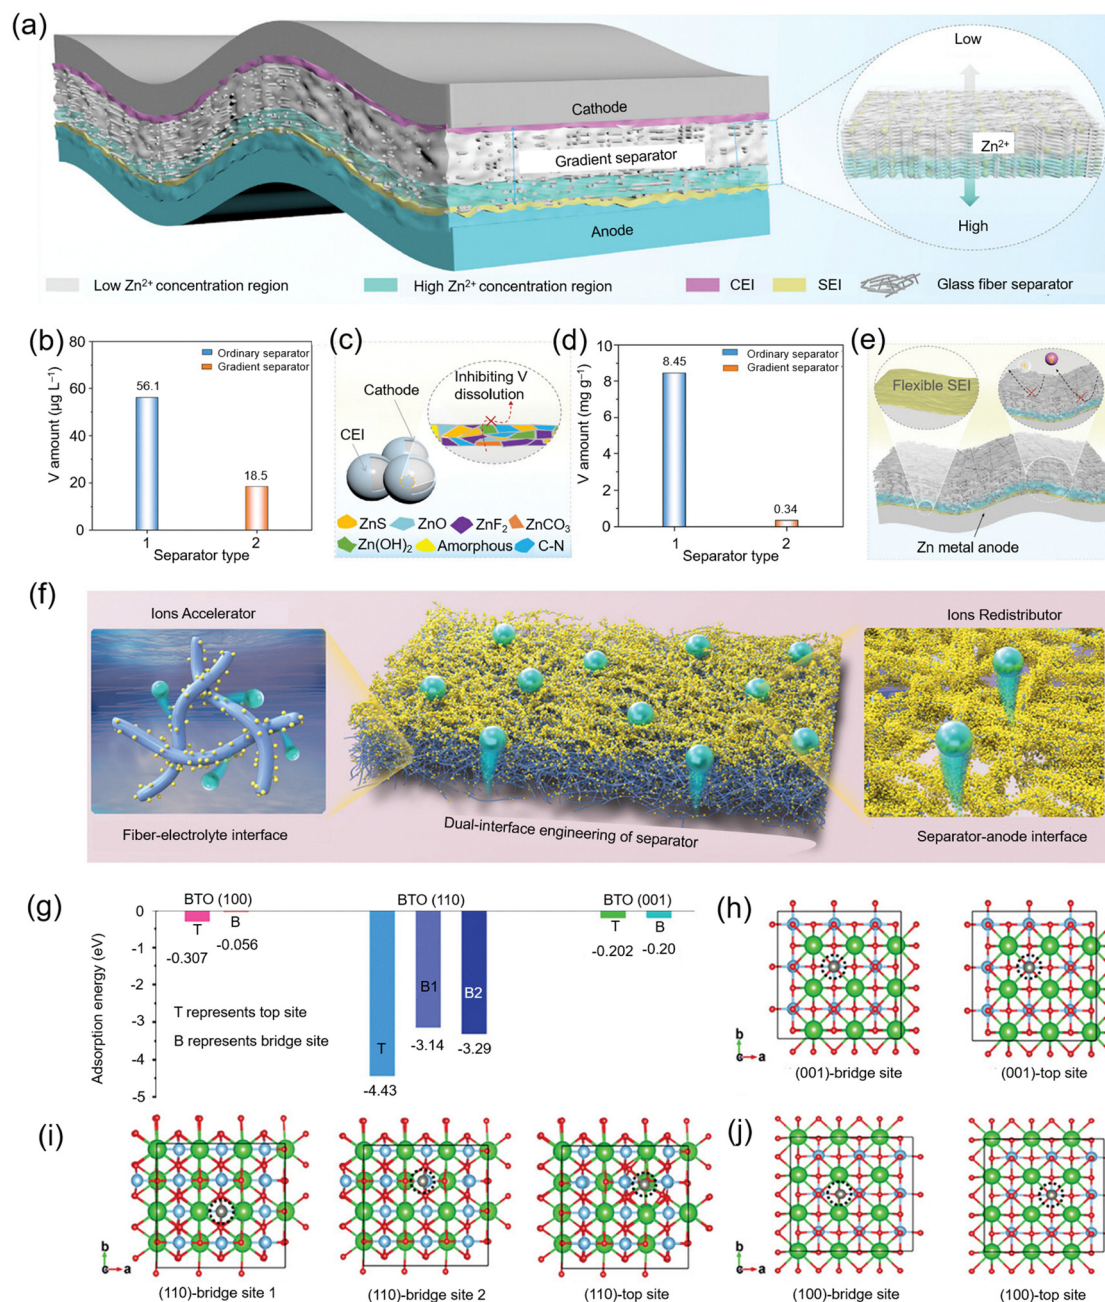 (a)
Low
Cathode
Gradient separator
Zn²⁺
High
Anode
Low Zn²⁺ concentration region
High Zn²⁺ concentration region
CEI
SEI
Glass fiber separator
(b)
V amount (µg L⁻¹)
80
60
40
20
0
56.1
18.5
Ordinary separator
Gradient separator
1
2
Separator type
(c)
Cathode
Inhibiting V
dissolution
CEI
ZnS
ZnO
ZnF₂
ZnCO₃
Zn(OH)₂
Amorphous
C-N
(d)
V amount (mg g⁻¹)
10
8
6
4
2
0
8.45
0.34
Ordinary separator
Gradient separator
1
2
Separator type
(e)
Flexible SEI
Zn metal anode
(f)
Ions Accelerator
Ions Redistributor
Fiber-electrolyte interface
Dual-interface engineering of separator
Separator-anode interface
(g)
BTO (100)
BTO (110)
BTO (001)
Adsorption energy (eV)
0
-1
-2
-3
-4
-5
T
B
-0.307
-0.056
T
B1
B2
-4.43
-3.14
-3.29
T
B
-0.202
-0.20
T represents top site
B represents bridge site
(h)
b
c
a
(001)-bridge site
(001)-top site
(i)
b
c
a
(110)-bridge site 1
(110)-bridge site 2
(110)-top site
(j)
b
c
a
(100)-bridge site
(100)-top site